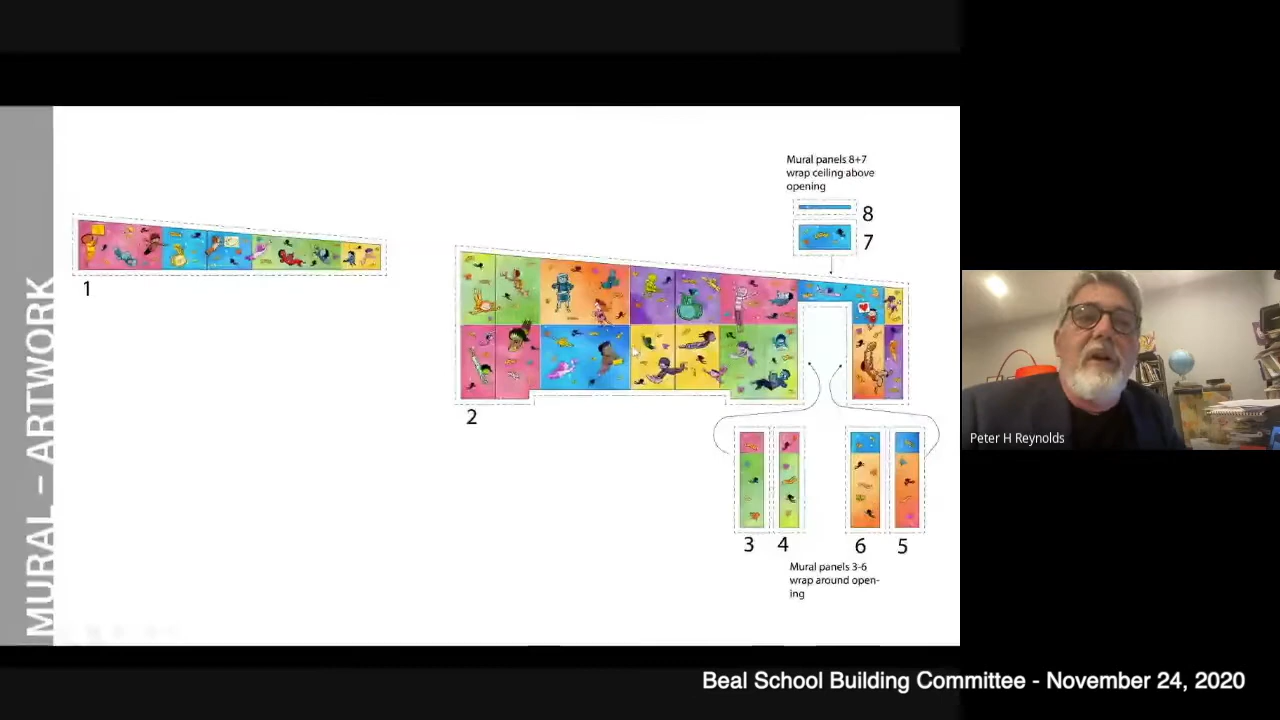 MURAL – ARTWORK
Mural panels 8+7
wrap ceiling above
opening
8
7
1
2
3
4
6
5
Mural panels 3-6
wrap around open-
ing
Peter H Reynolds
Beal School Building Committee - November 24, 2020